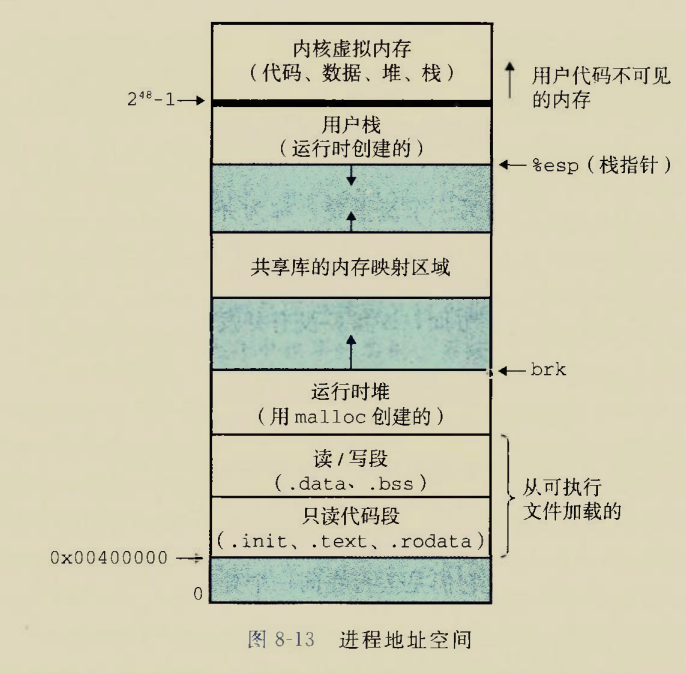 内核虚拟内存
（代码、数据、堆、栈）
用户代码不可见
的内存
2⁴⁸-1
用户栈
（运行时创建的）
%esp（栈指针）
共享库的内存映射区域
brk
运行时堆
（用 malloc 创建的）
读/写段
（.data、.bss）
从可执行
文件加载的
只读代码段
（.init、.text、.rodata）
0x00400000
0
图 8-13 进程地址空间